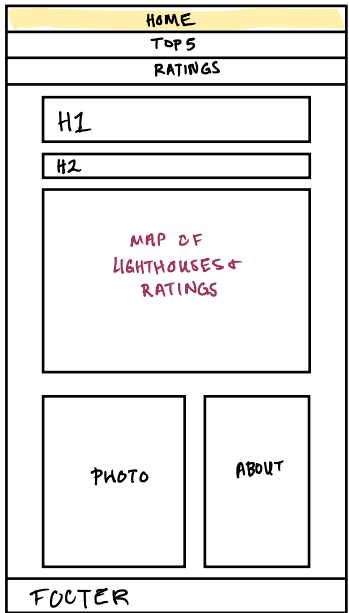 HOME
TOP 5
RATINGS
H1
H2
MAP OF
LIGHTHOUSES &
RATINGS
PHOTO
ABOUT
FOOTER